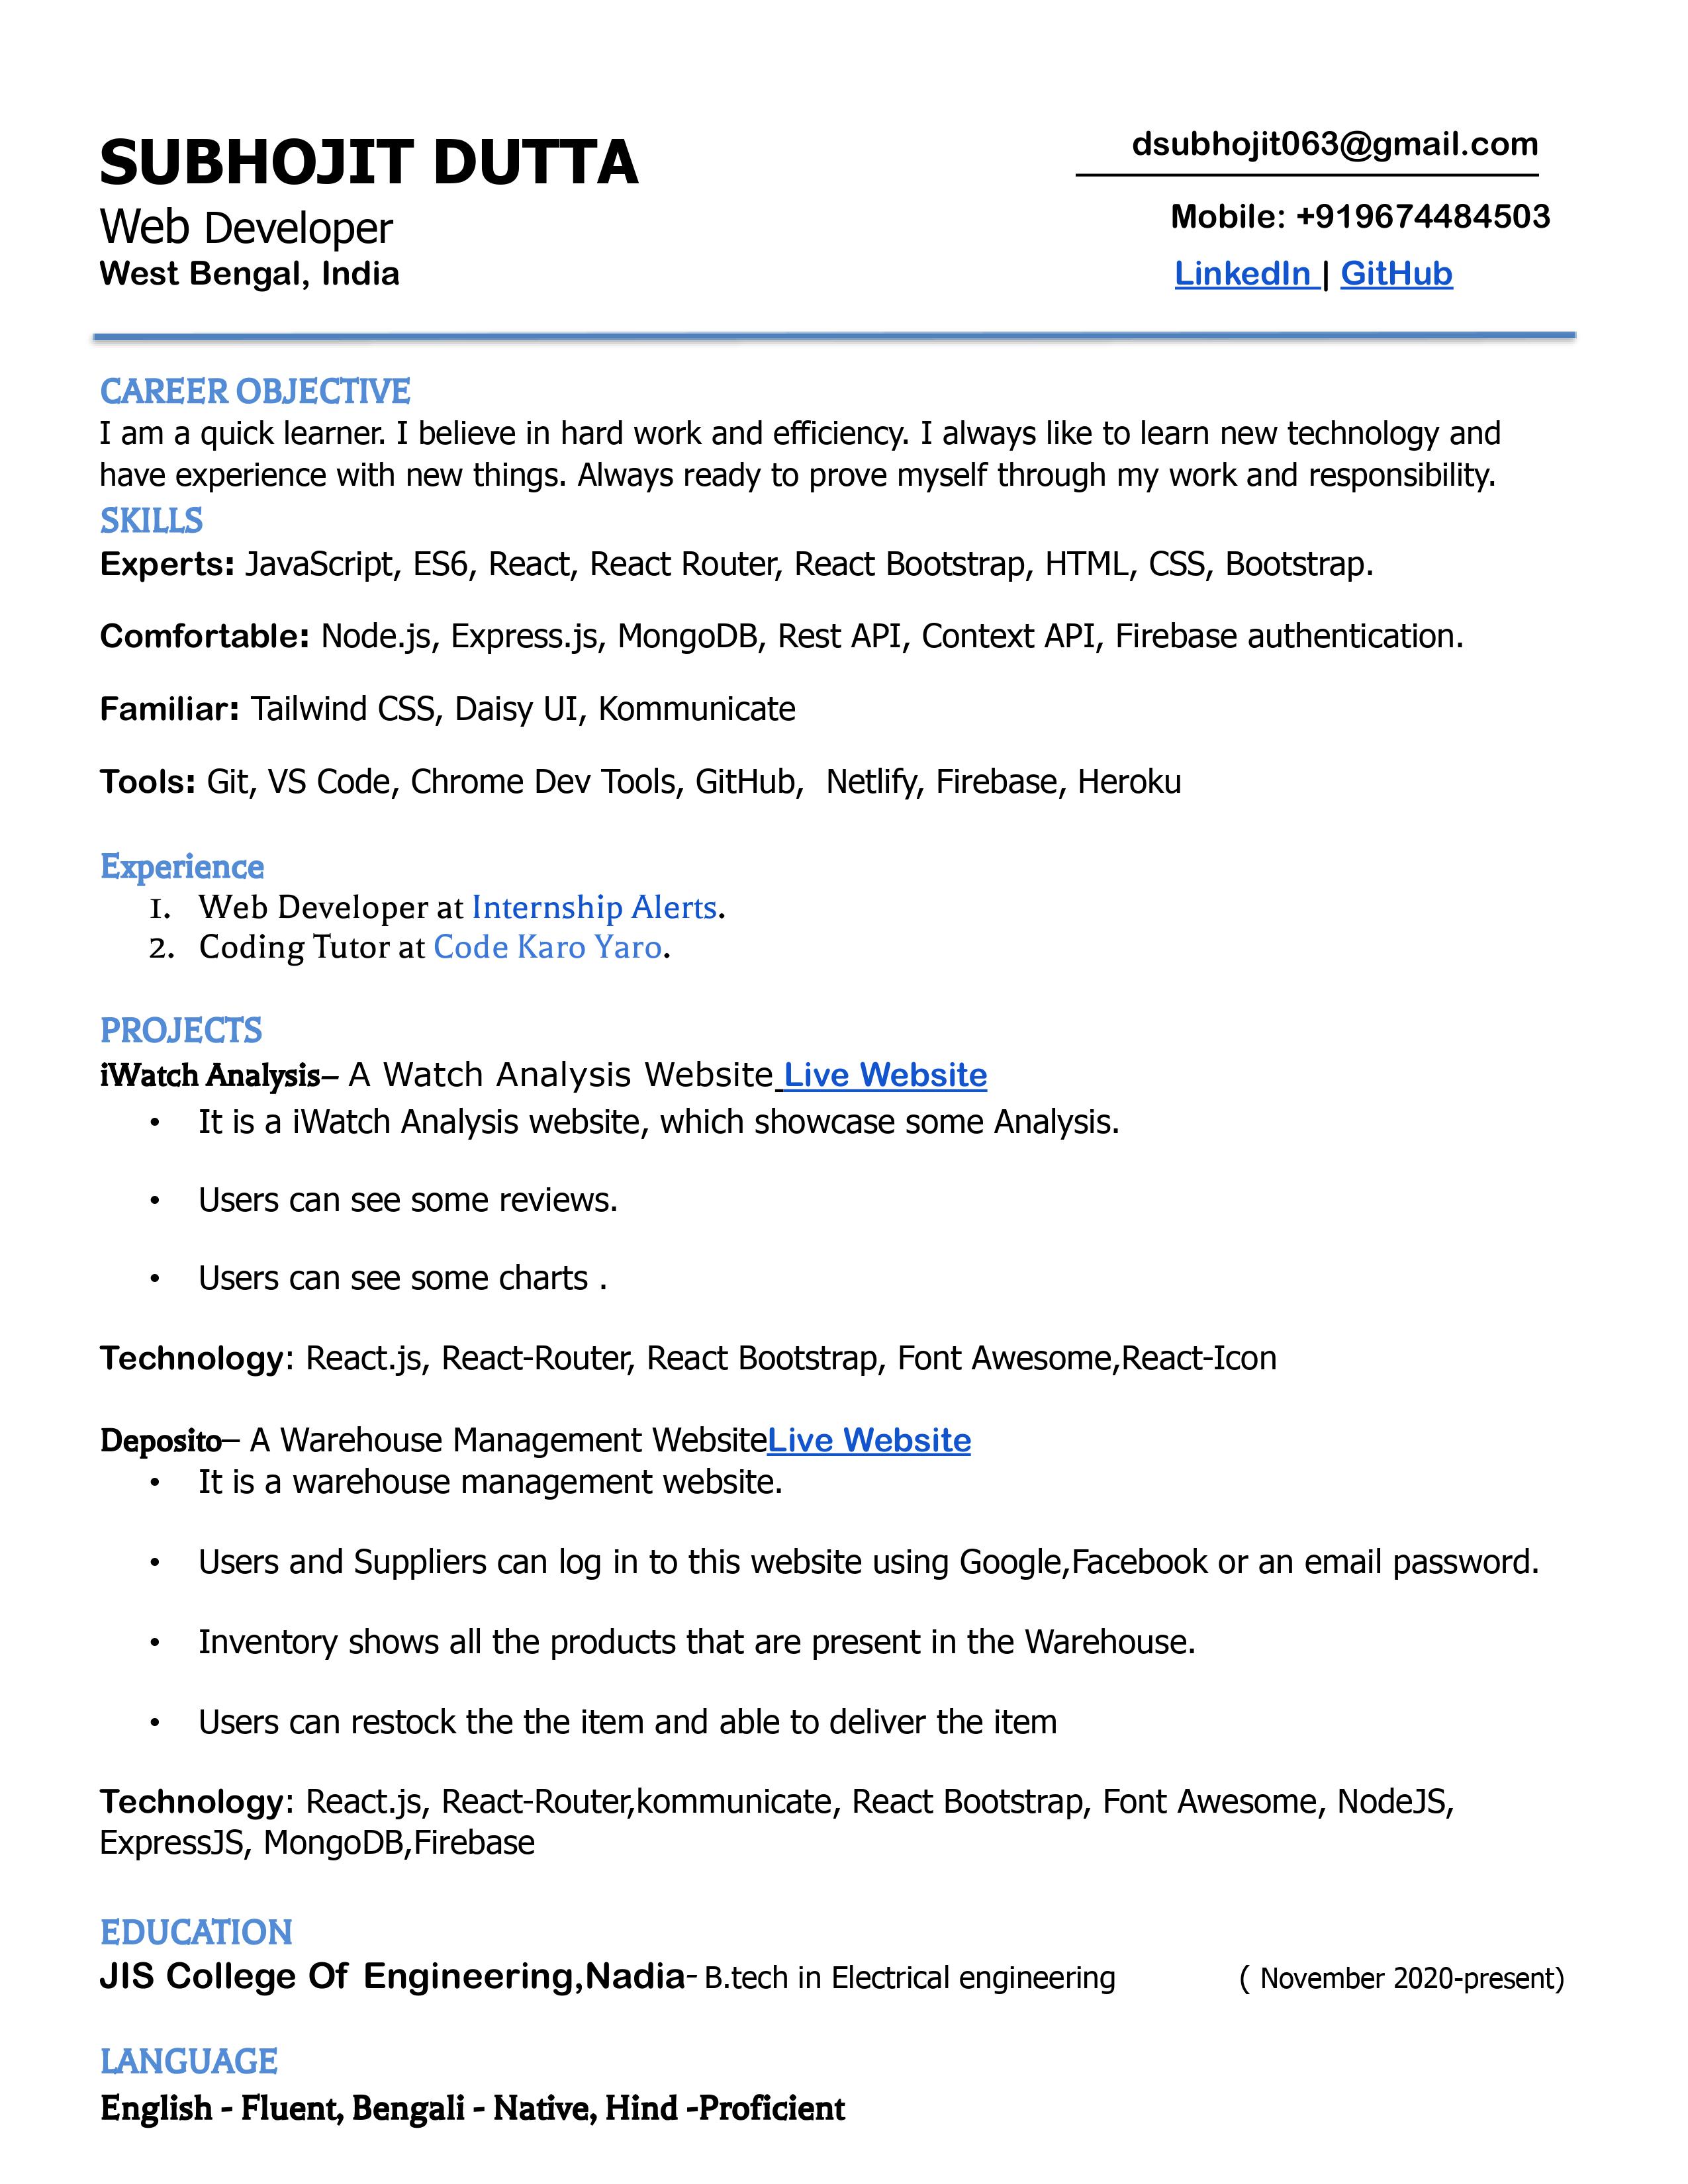 SUBHOJIT DUTTA
Web Developer
West Bengal, India
dsubhojit063@gmail.com
Mobile: +919674484503
LinkedIn | GitHub
CAREER OBJECTIVE
I am a quick learner. I believe in hard work and efficiency. I always like to learn new technology and
have experience with new things. Always ready to prove myself through my work and responsibility.
SKILLS
Experts: JavaScript, ES6, React, React Router, React Bootstrap, HTML, CSS, Bootstrap.
Comfortable: Node.js, Express.js, MongoDB, Rest API, Context API, Firebase authentication.
Familiar: Tailwind CSS, Daisy UI, Kommunicate
Tools: Git, VS Code, Chrome Dev Tools, GitHub,  Netlify, Firebase, Heroku
Experience
1. Web Developer at Internship Alerts.
2. Coding Tutor at Code Karo Yaro.
PROJECTS
iWatch Analysis– A Watch Analysis Website Live Website
• It is a iWatch Analysis website, which showcase some Analysis.
• Users can see some reviews.
• Users can see some charts .
Technology: React.js, React-Router, React Bootstrap, Font Awesome,React-Icon
Deposito– A Warehouse Management WebsiteLive Website
• It is a warehouse management website.
• Users and Suppliers can log in to this website using Google,Facebook or an email password.
• Inventory shows all the products that are present in the Warehouse.
• Users can restock the the item and able to deliver the item
Technology: React.js, React-Router,kommunicate, React Bootstrap, Font Awesome, NodeJS,
ExpressJS, MongoDB,Firebase
EDUCATION
JIS College Of Engineering,Nadia- B.tech in Electrical engineering ( November 2020-present)
LANGUAGE
English - Fluent, Bengali - Native, Hind -Proficient